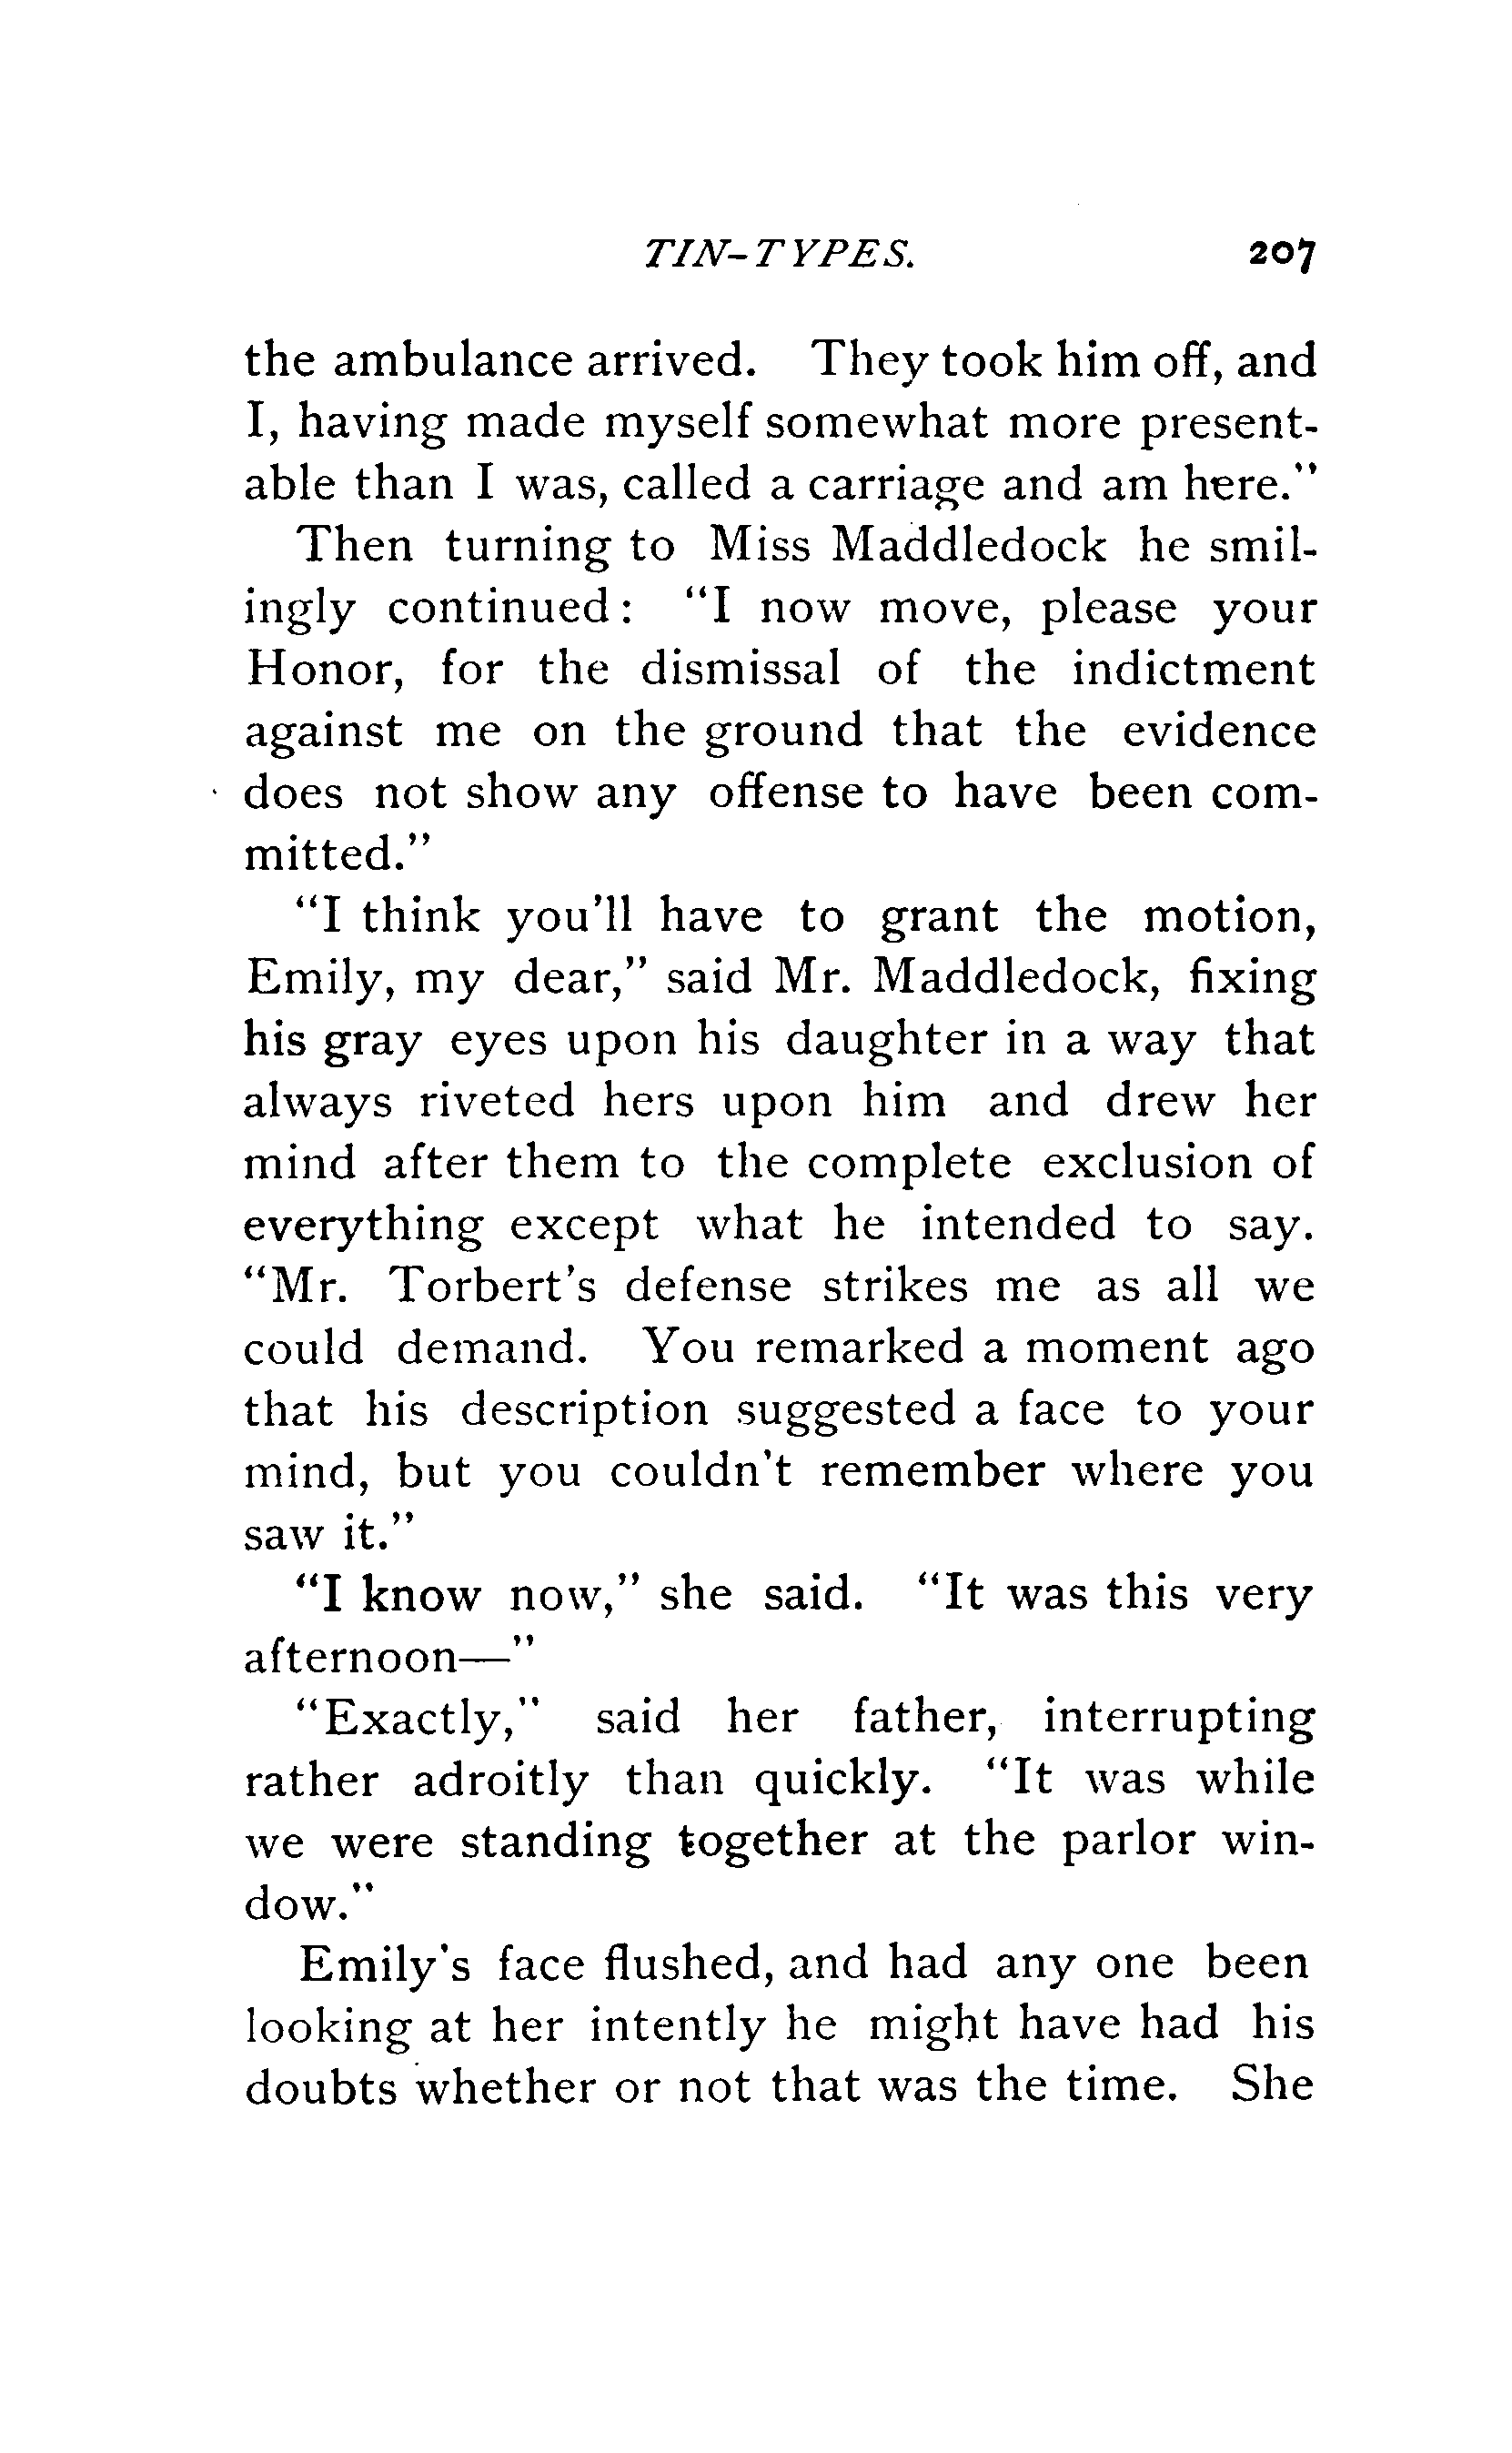 TIN-TYPES. 207
the ambulance arrived. They took him off, and
I, having made myself somewhat more present-
able than I was, called a carriage and am here."
Then turning to Miss Maddledock he smil-
ingly continued: "I now move, please your
Honor, for the dismissal of the indictment
against me on the ground that the evidence
does not show any offense to have been com-
mitted."
"I think you'll have to grant the motion,
Emily, my dear," said Mr. Maddledock, fixing
his gray eyes upon his daughter in a way that
always riveted hers upon him and drew her
mind after them to the complete exclusion of
everything except what he intended to say.
"Mr. Torbert's defense strikes me as all we
could demand. You remarked a moment ago
that his description suggested a face to your
mind, but you couldn't remember where you
saw it."
"I know now," she said. "It was this very
afternoon—"
"Exactly," said her father, interrupting
rather adroitly than quickly. "It was while
we were standing together at the parlor win-
dow."
Emily's face flushed, and had any one been
looking at her intently he might have had his
doubts whether or not that was the time. She